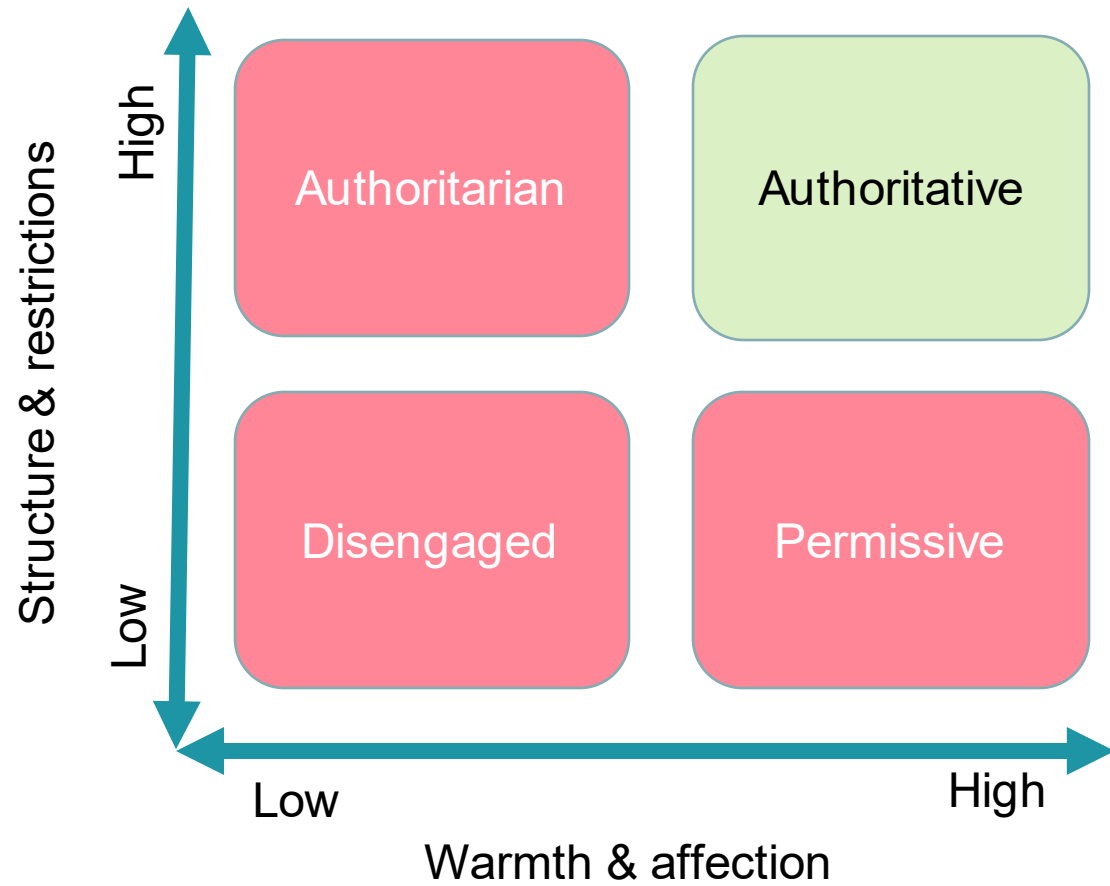 Structure & restrictions
High
Low
Authoritarian
Authoritative
Disengaged
Permissive
Low
High
Warmth & affection